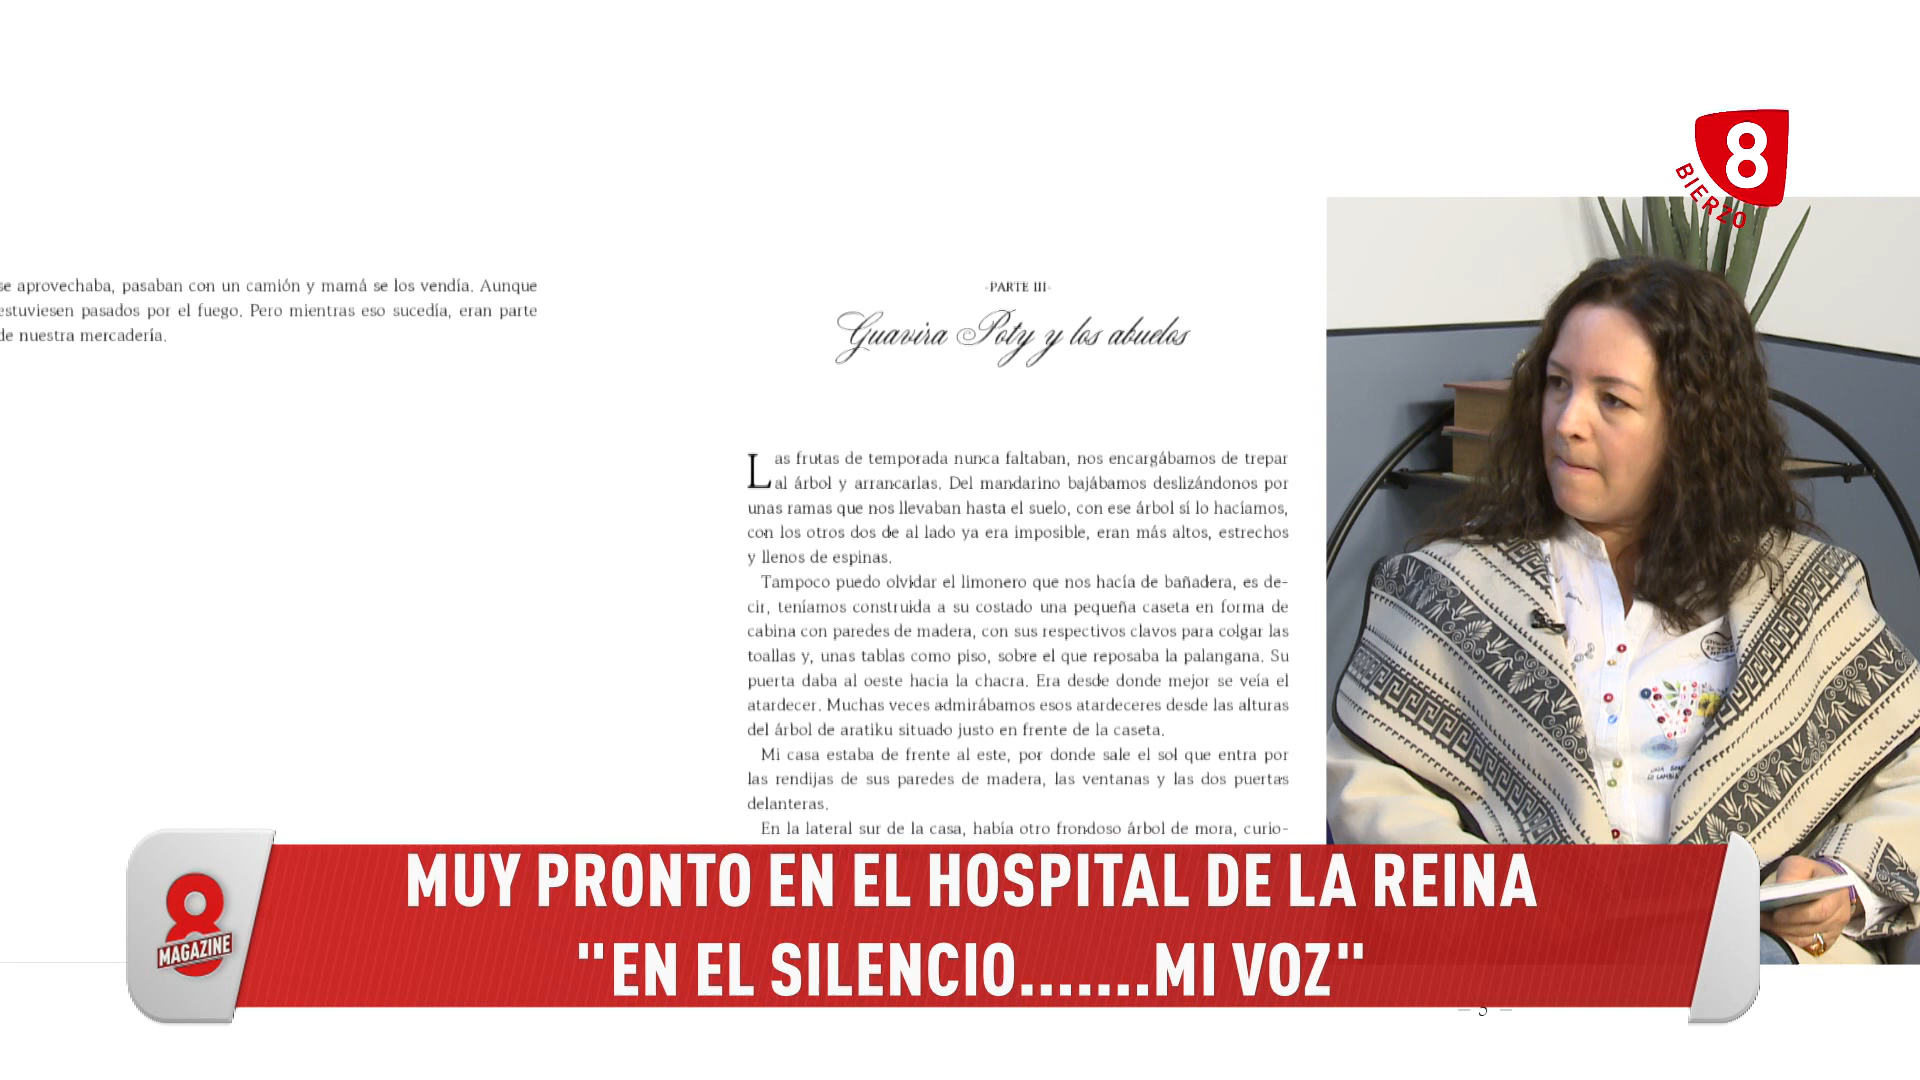 8
BIERZO
se aprovechaba, pasaban con un camión y mamá se los vendía. Aunque
estuviesen pasados por el fuego. Pero mientras eso sucedía, eran parte
de nuestra mercadería.
-PARTE III-
Guavira Poty y los abuelos
Las frutas de temporada nunca faltaban, nos encargábamos de trepar
al árbol y arrancarlas. Del mandarino bajábamos deslizándonos por
unas ramas que nos llevaban hasta el suelo, con ese árbol sí lo hacíamos,
con los otros dos de al lado ya era imposible, eran más altos, estrechos
y llenos de espinas.
Tampoco puedo olvidar el limonero que nos hacía de bañadera, es de-
cir, teníamos construida a su costado una pequeña caseta en forma de
cabina con paredes de madera, con sus respectivos clavos para colgar las
toallas y, unas tablas como piso, sobre el que reposaba la palangana. Su
puerta daba al oeste hacia la chacra. Era desde donde mejor se veía el
atardecer. Muchas veces admirábamos esos atardeceres desde las alturas
del árbol de aratiku situado justo en frente de la caseta.
Mi casa estaba de frente al este, por donde sale el sol que entra por
las rendijas de sus paredes de madera, las ventanas y las dos puertas
delanteras.
En la lateral sur de la casa, había otro frondoso árbol de mora, curio-
8
MAGAZINE
MUY PRONTO EN EL HOSPITAL DE LA REINA
"EN EL SILENCIO.......MI VOZ"